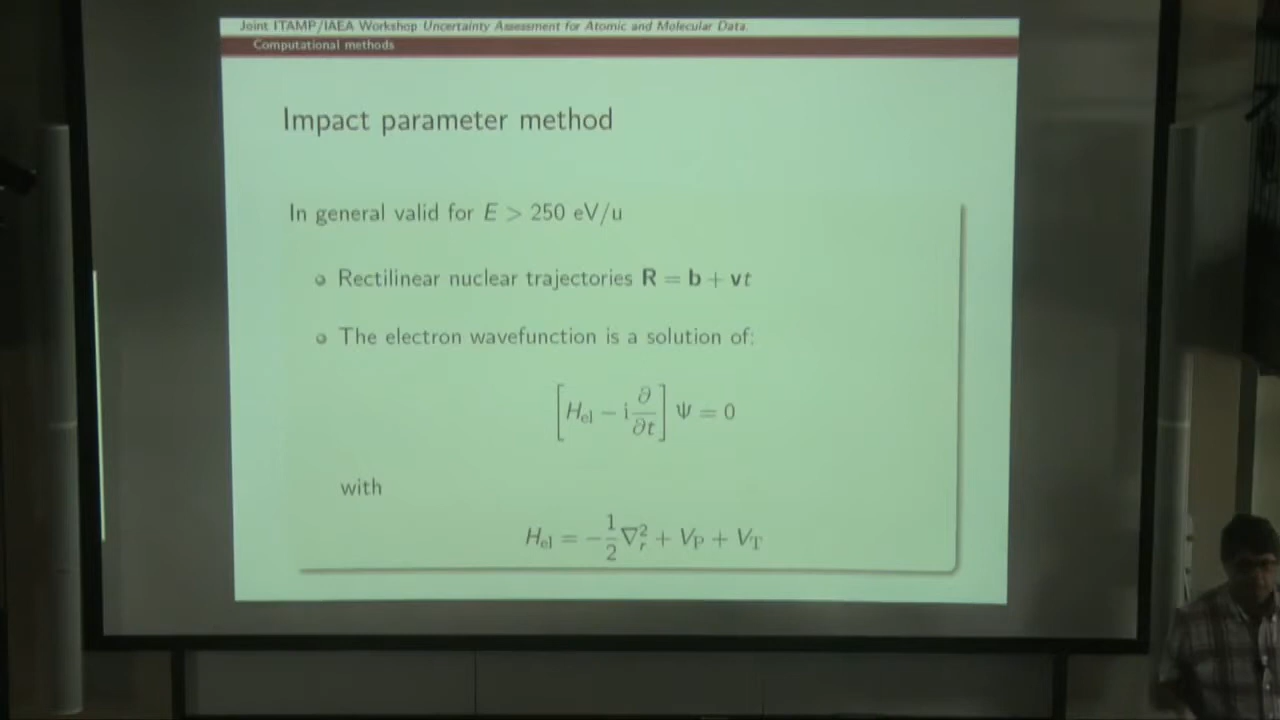 Joint ITAMP/IAEA Workshop Uncertainty Assessment for Atomic and Molecular Data.
Computational methods
Impact parameter method
In general valid for E > 250 eV/u
Rectilinear nuclear trajectories R = b + vt
The electron wavefunction is a solution of:
[H_el − i ∂/∂t] Ψ = 0
with
H_el = −1/2 ∇²_r + V_P + V_T